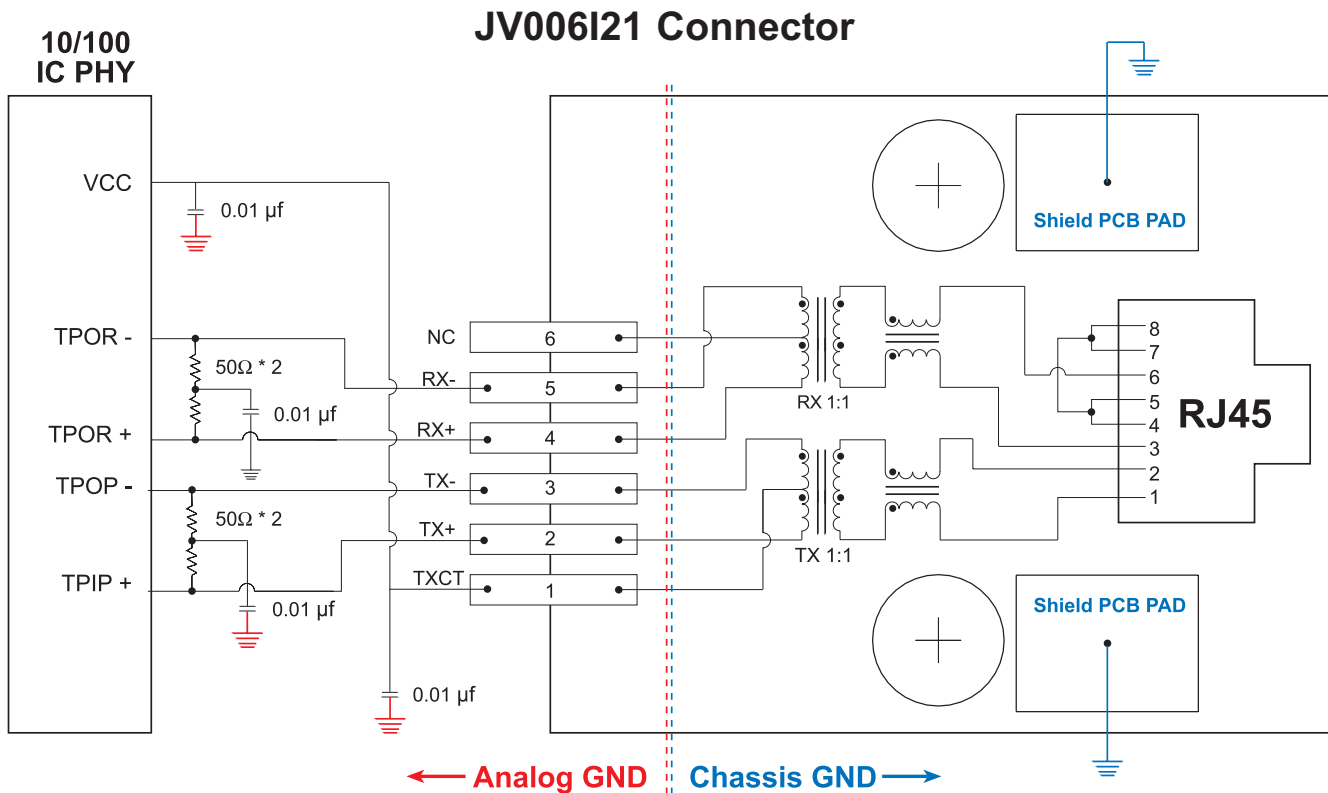 JV006I21 Connector
10/100
IC PHY
VCC
0.01 µf
Shield PCB PAD
TPOR -
50Ω * 2
0.01 µf
TPOR +
TPOP -
50Ω * 2
TPIP +
0.01 µf
0.01 µf
NC
6
RX-
5
RX+
4
TX-
3
TX+
2
TXCT
1
RX 1:1
TX 1:1
8
7
6
5
4
3
2
1
RJ45
Shield PCB PAD
Analog GND
Chassis GND